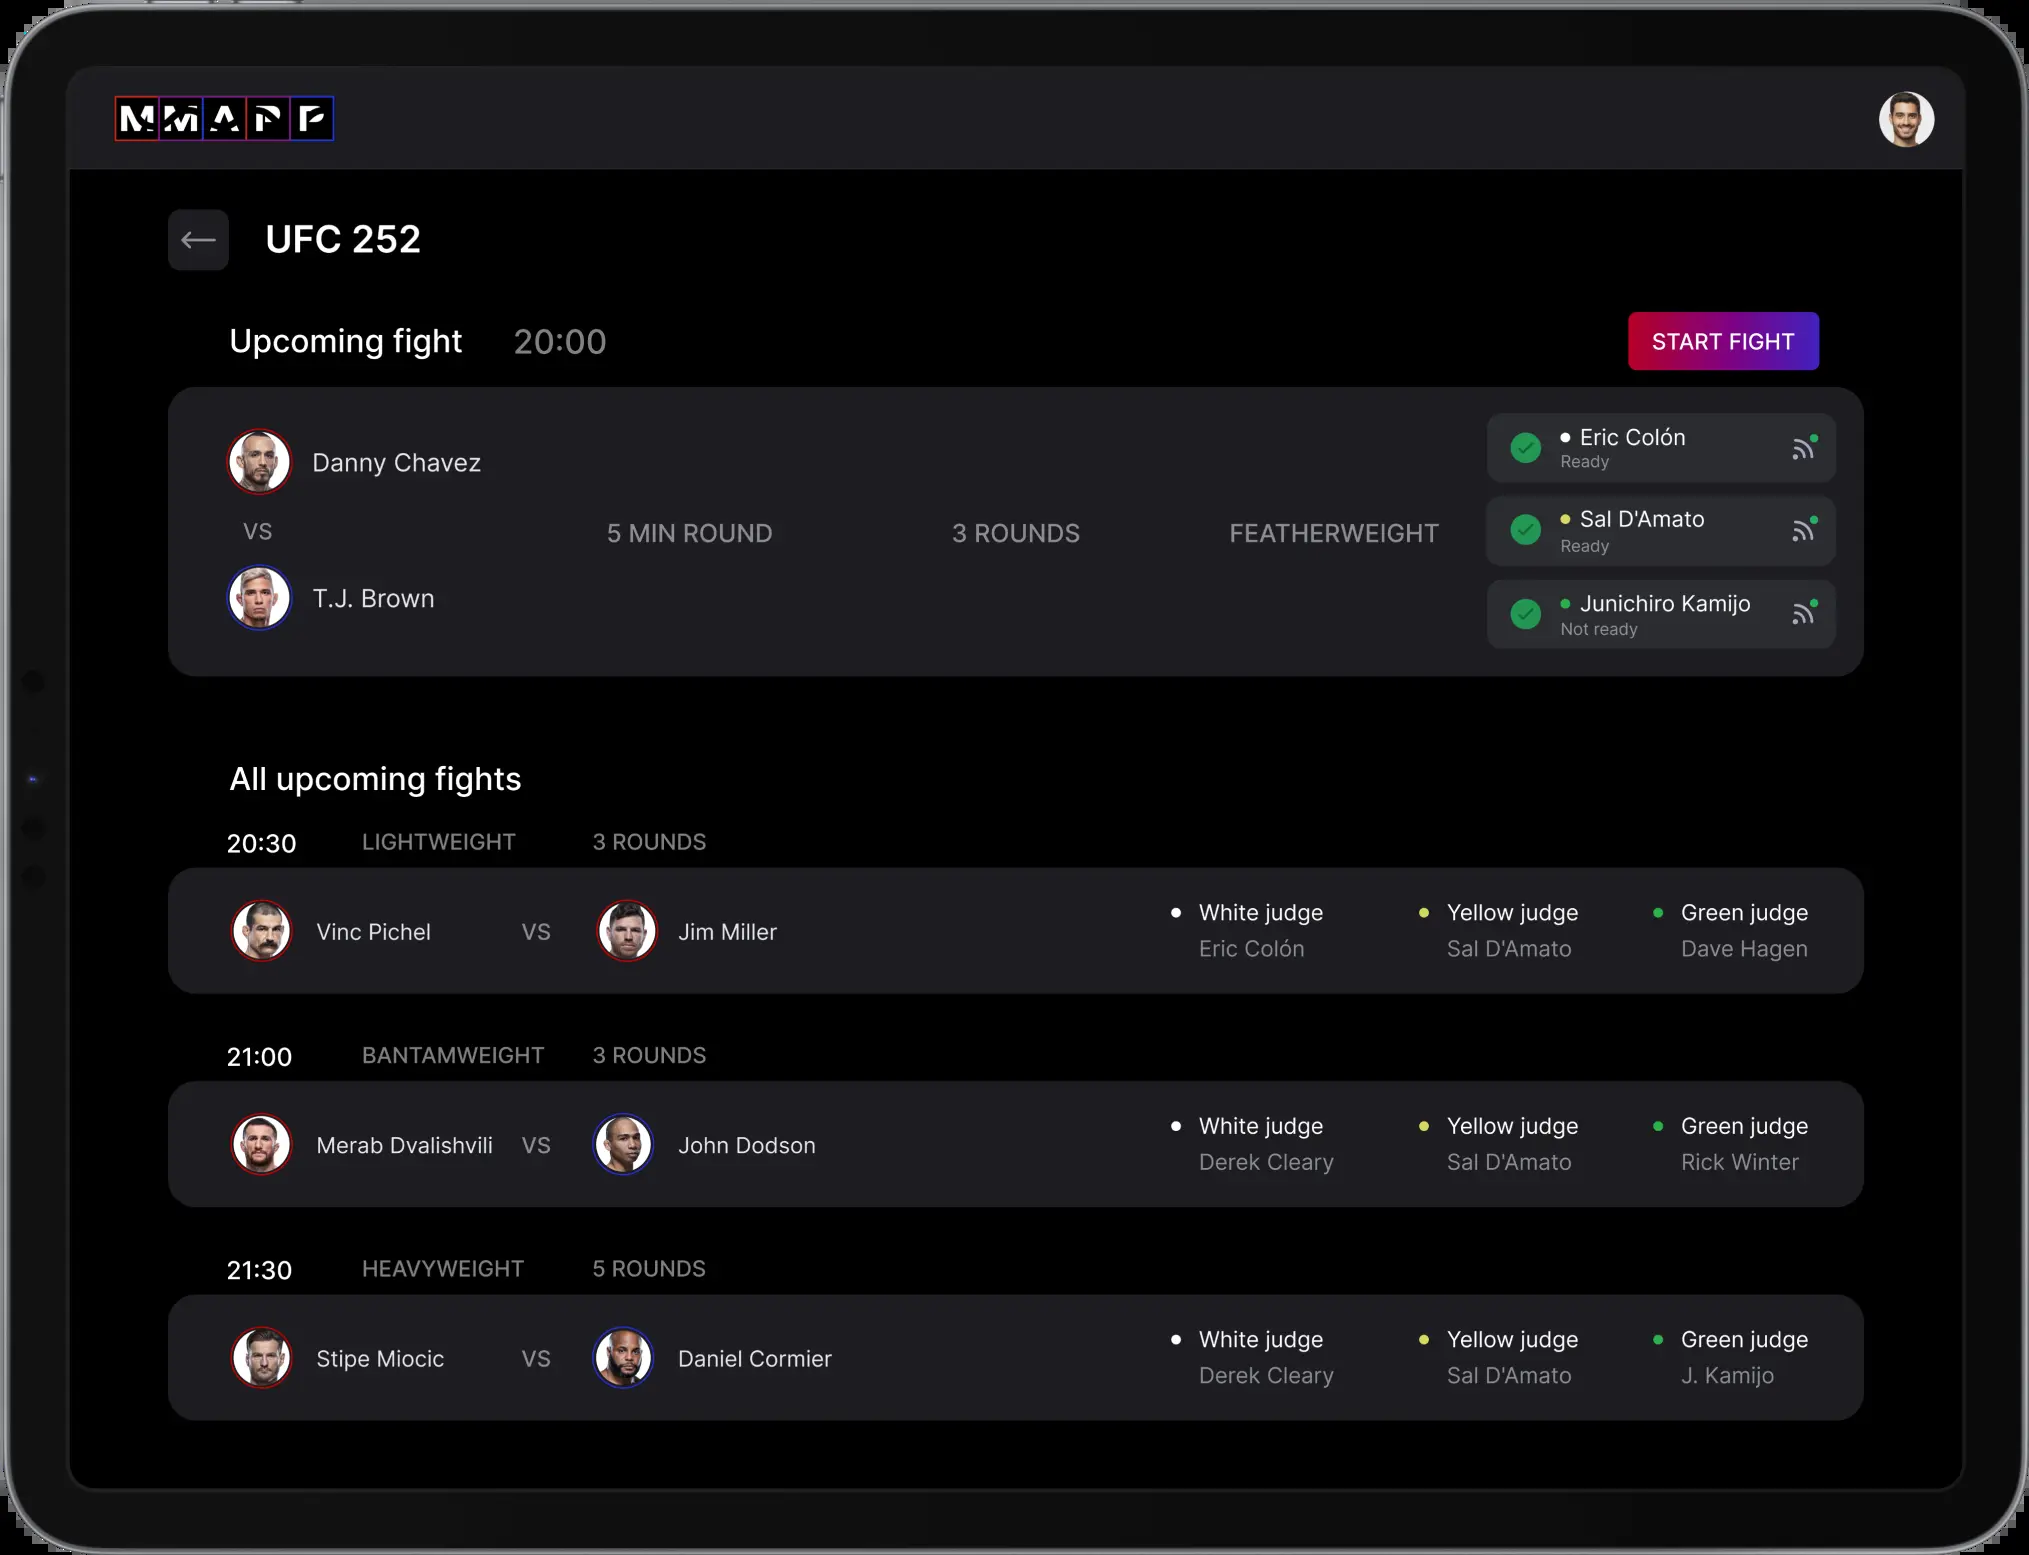 MMAPP
UFC 252
Upcoming fight 20:00
START FIGHT
Danny Chavez
VS
T.J. Brown
5 MIN ROUND
3 ROUNDS
FEATHERWEIGHT
Eric Colón
Ready
Sal D'Amato
Ready
Junichiro Kamijo
Not ready
All upcoming fights
20:30 LIGHTWEIGHT 3 ROUNDS
Vinc Pichel VS Jim Miller
White judge
Eric Colón
Yellow judge
Sal D'Amato
Green judge
Dave Hagen
21:00 BANTAMWEIGHT 3 ROUNDS
Merab Dvalishvili VS John Dodson
White judge
Derek Cleary
Yellow judge
Sal D'Amato
Green judge
Rick Winter
21:30 HEAVYWEIGHT 5 ROUNDS
Stipe Miocic VS Daniel Cormier
White judge
Derek Cleary
Yellow judge
Sal D'Amato
Green judge
J. Kamijo